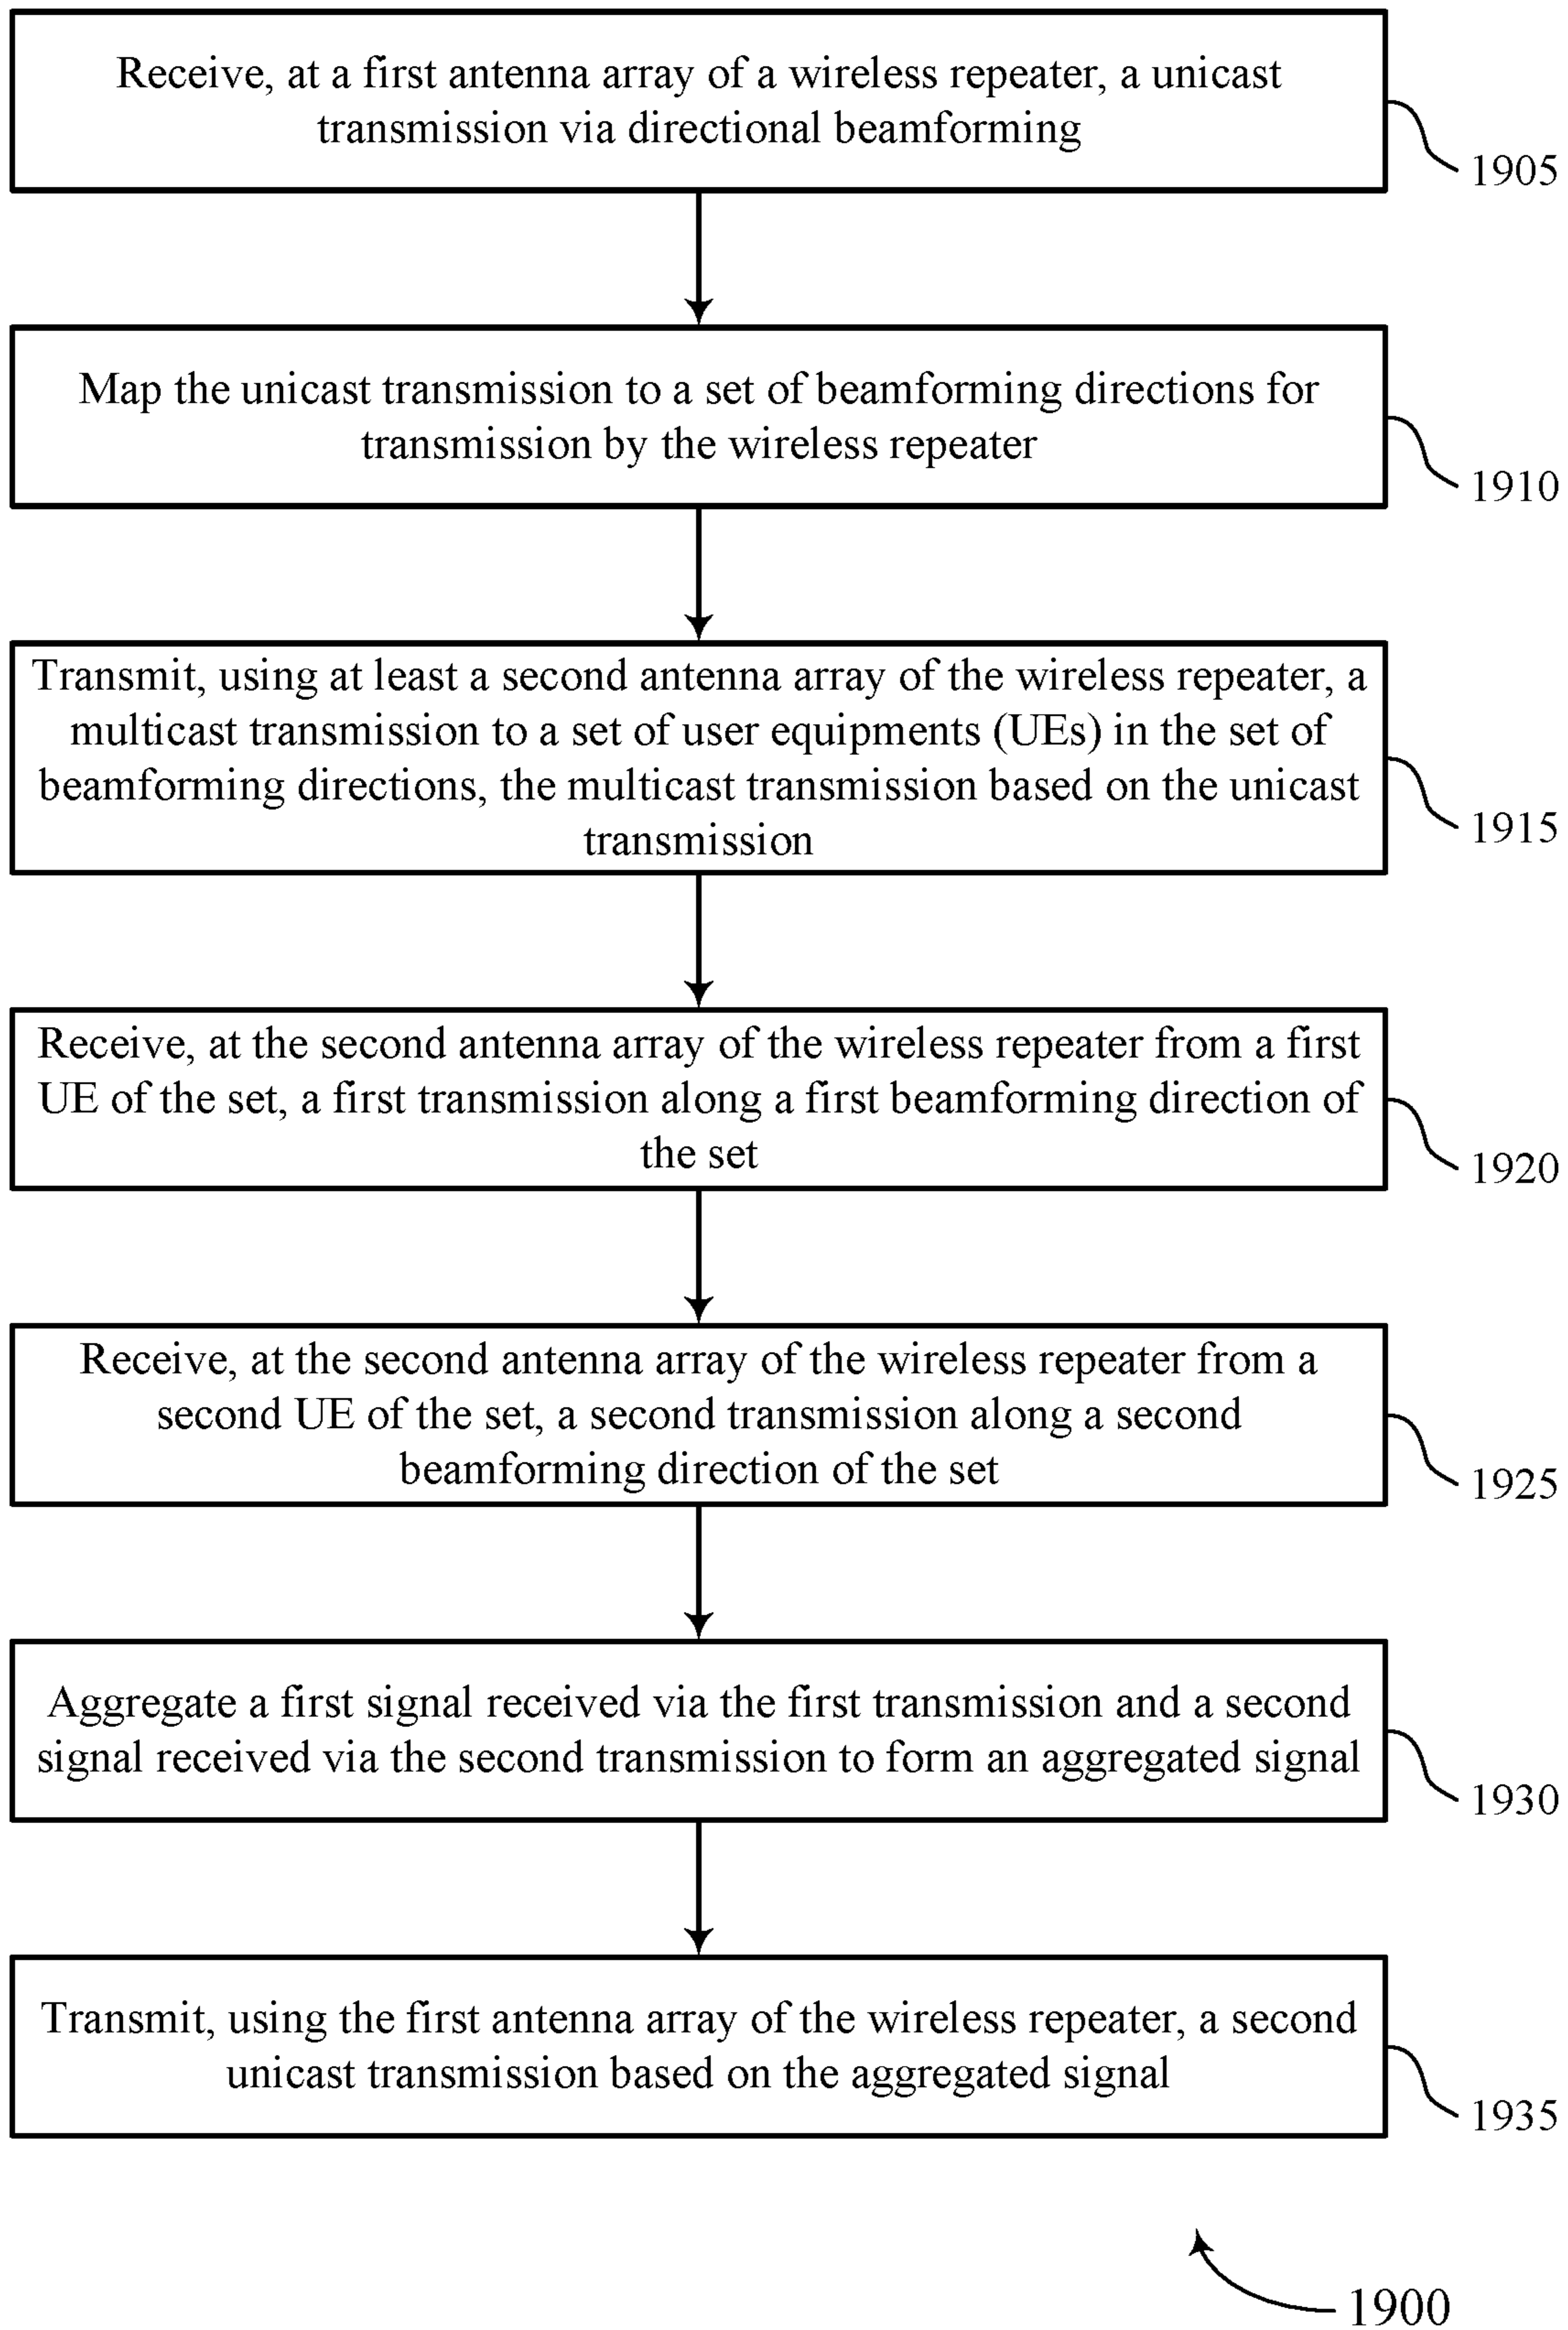 Receive, at a first antenna array of a wireless repeater, a unicast
transmission via directional beamforming
1905
Map the unicast transmission to a set of beamforming directions for
transmission by the wireless repeater
1910
Transmit, using at least a second antenna array of the wireless repeater, a
multicast transmission to a set of user equipments (UEs) in the set of
beamforming directions, the multicast transmission based on the unicast
transmission
1915
Receive, at the second antenna array of the wireless repeater from a first
UE of the set, a first transmission along a first beamforming direction of
the set
1920
Receive, at the second antenna array of the wireless repeater from a
second UE of the set, a second transmission along a second
beamforming direction of the set
1925
Aggregate a first signal received via the first transmission and a second
signal received via the second transmission to form an aggregated signal
1930
Transmit, using the first antenna array of the wireless repeater, a second
unicast transmission based on the aggregated signal
1935
1900